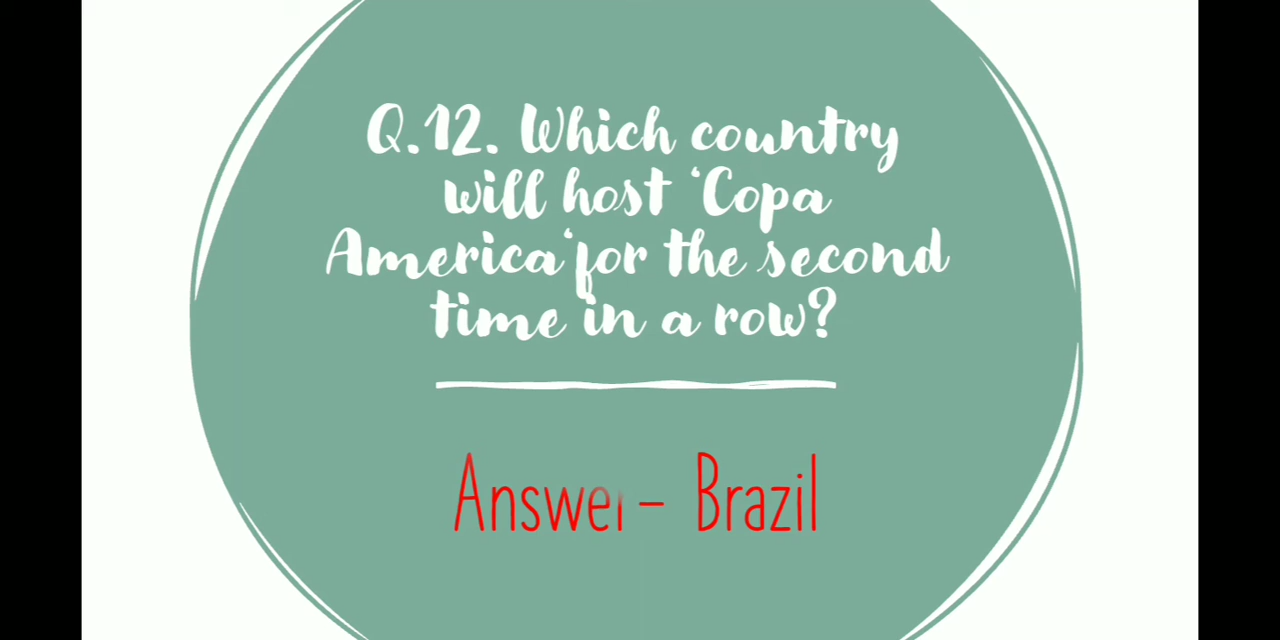 Q.12. Which country
will host ‘Copa
America‘for the second
time in a row?
Answer – Brazil